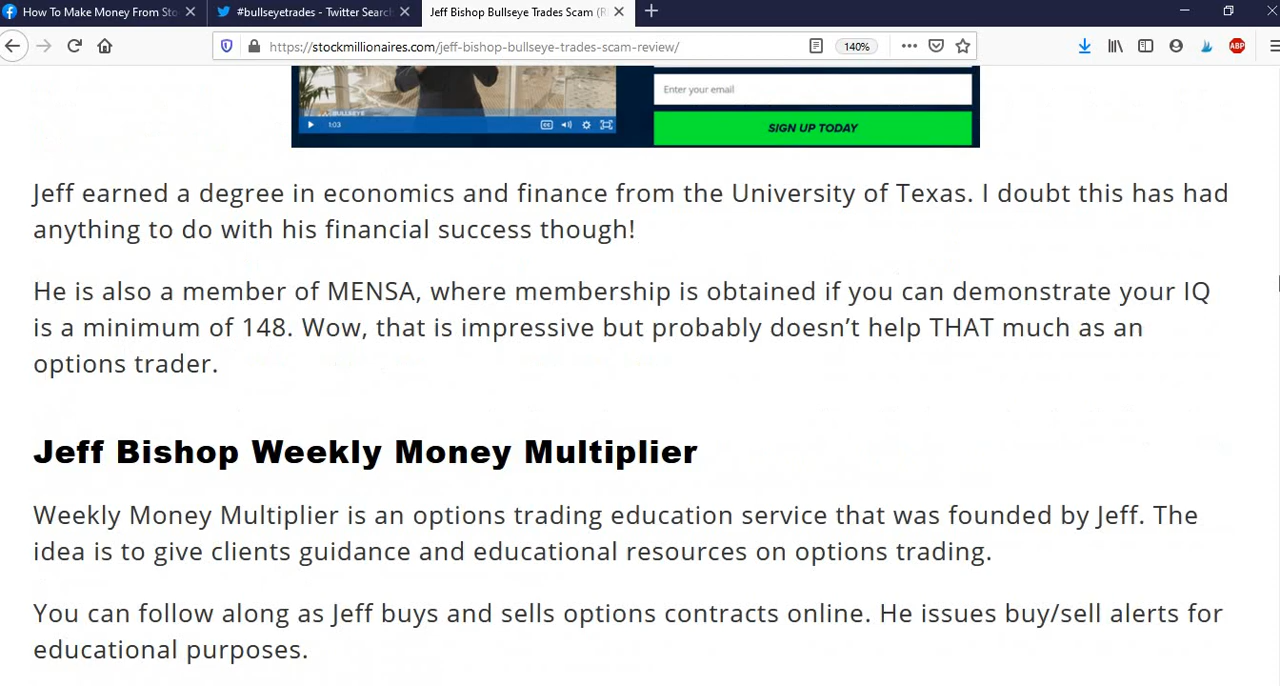 How To Make Money From Sto
#bullseyetrades - Twitter Search
Jeff Bishop Bullseye Trades Scam (R
https://stockmillionaires.com/jeff-bishop-bullseye-trades-scam-review/
140%
ABP
BULLSEYE
1:03
CC
Enter your email
SIGN UP TODAY
Jeff earned a degree in economics and finance from the University of Texas. I doubt this has had
anything to do with his financial success though!
He is also a member of MENSA, where membership is obtained if you can demonstrate your IQ
is a minimum of 148. Wow, that is impressive but probably doesn’t help THAT much as an
options trader.
Jeff Bishop Weekly Money Multiplier
Weekly Money Multiplier is an options trading education service that was founded by Jeff. The
idea is to give clients guidance and educational resources on options trading.
You can follow along as Jeff buys and sells options contracts online. He issues buy/sell alerts for
educational purposes.